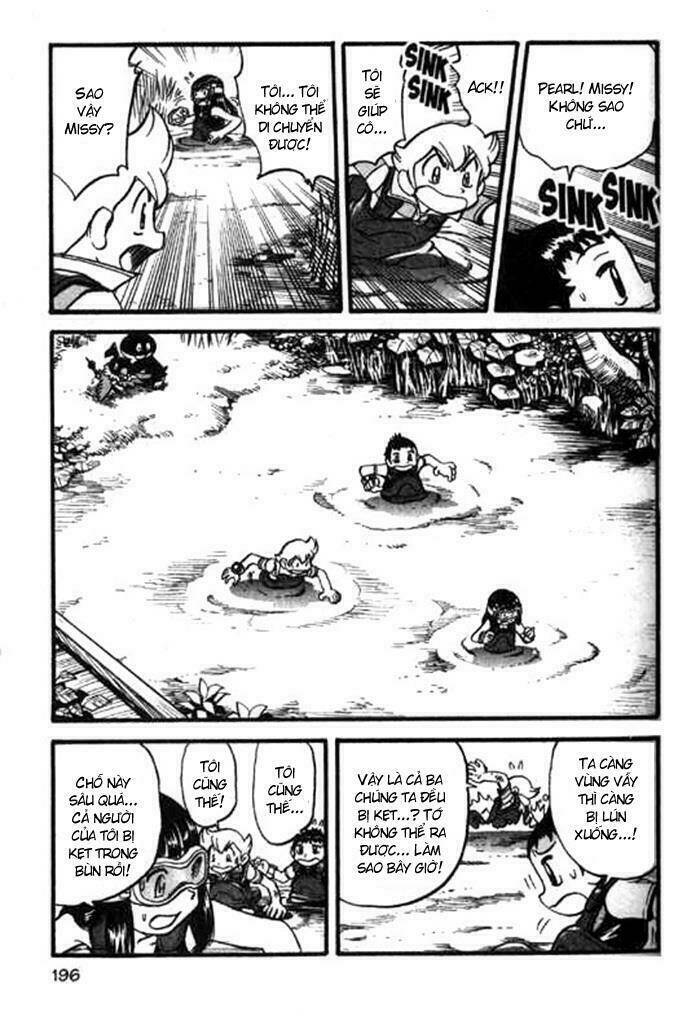 SAO
VẬY
MISSY?
TÔI... TÔI
KHÔNG THỂ
DI CHUYỂN
ĐƯỢC!
TÔI
SẼ
GIÚP
CÔ...
SINK
SINK
ACK!!
PEARL! MISSY!
KHÔNG SAO
CHỨ...
SINK
SINK
CHỖ NÀY
SÂU QUÁ...
CẢ NGƯỜI
CỦA TÔI BỊ
KẸT TRONG
BÙN RỒI!
TÔI
CŨNG
THẾ!
TÔI
CŨNG
THẾ...
VẬY LÀ CẢ BA
CHÚNG TA ĐỀU
BỊ KẸT...? TỚ
KHÔNG THỂ RA
ĐƯỢC... LÀM
SAO BÂY GIỜ!
TA CÀNG
VÙNG VẪY
THÌ CÀNG
BỊ LÚN
XUỐNG...!
196